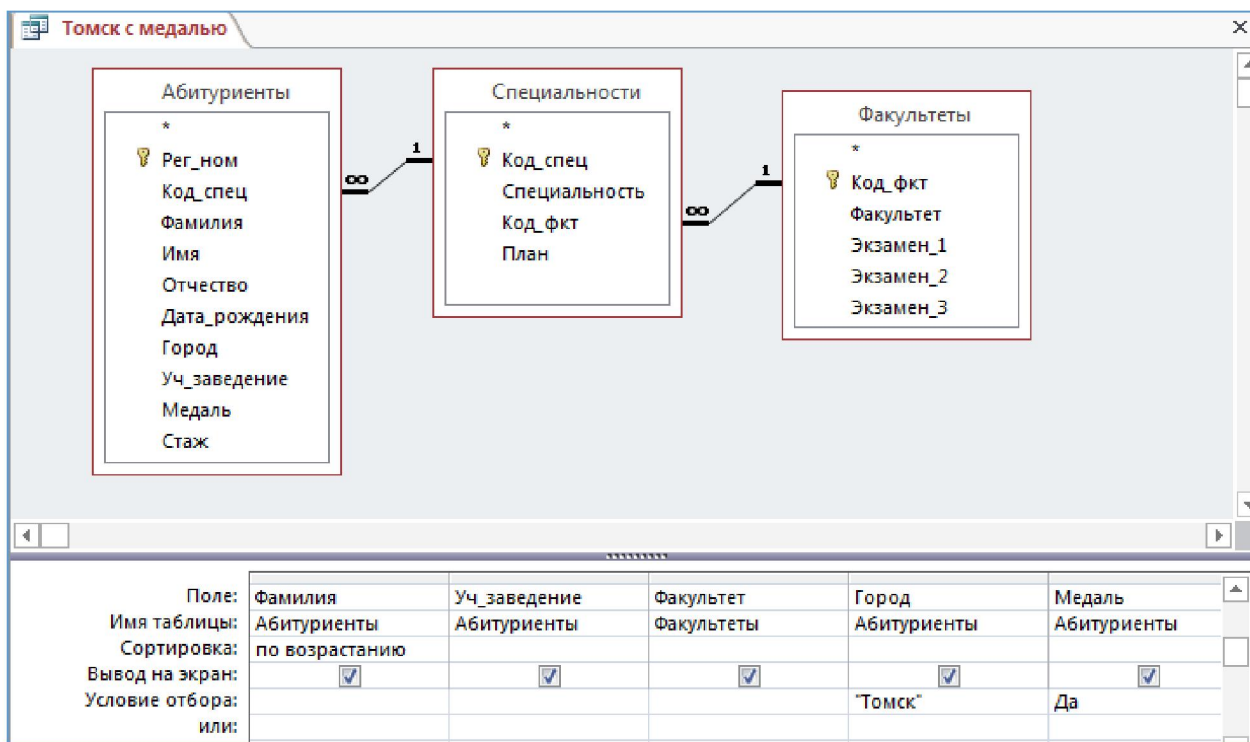 Томск с медалью
Абитуриенты
*
Рег_ном
Код_спец
Фамилия
Имя
Отчество
Дата_рождения
Город
Уч_заведение
Медаль
Стаж
∞
1
Специальности
*
Код_спец
Специальность
Код_фкт
План
∞
1
Факультеты
*
Код_фкт
Факультет
Экзамен_1
Экзамен_2
Экзамен_3
Поле: Фамилия Уч_заведение Факультет Город Медаль
Имя таблицы: Абитуриенты Абитуриенты Факультеты Абитуриенты Абитуриенты
Сортировка: по возрастанию
Вывод на экран:
Условие отбора: "Томск" Да
или: